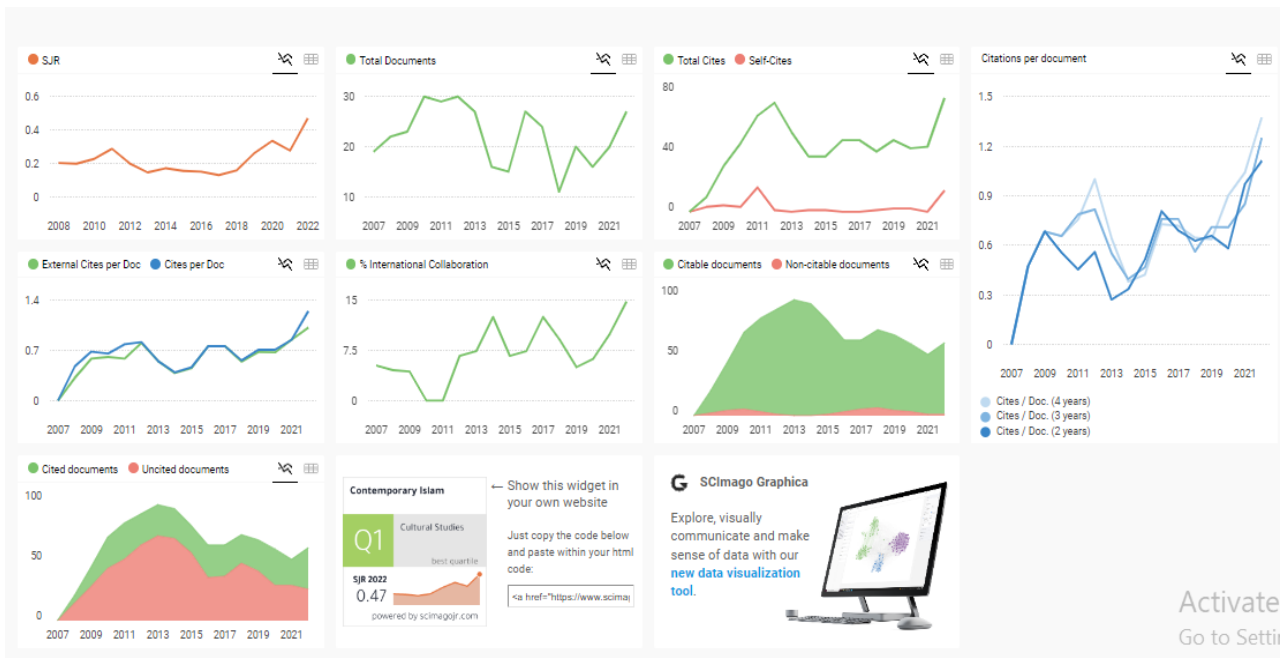 SJR
0.6
0.4
0.2
0
2008 2010 2012 2014 2016 2018 2020 2022
Total Documents
30
20
10
2007 2009 2011 2013 2015 2017 2019 2021
Total Cites Self-Cites
80
40
0
2007 2009 2011 2013 2015 2017 2019 2021
Citations per document
1.5
1.2
0.9
0.6
0.3
0
2007 2009 2011 2013 2015 2017 2019 2021
Cites / Doc. (4 years)
Cites / Doc. (3 years)
Cites / Doc. (2 years)
External Cites per Doc Cites per Doc
1.4
0.7
0
2007 2009 2011 2013 2015 2017 2019 2021
% International Collaboration
15
7.5
0
2007 2009 2011 2013 2015 2017 2019 2021
Citable documents Non-citable documents
100
50
0
2007 2009 2011 2013 2015 2017 2019 2021
Cited documents Uncited documents
100
50
0
2007 2009 2011 2013 2015 2017 2019 2021
Contemporary Islam
Q1
Cultural Studies
best quartile
SJR 2022
0.47
powered by scimagojr.com
← Show this widget in
your own website
Just copy the code below
and paste within your html
code:
<a href="https://www.scimag
G SCImago Graphica
Explore, visually
communicate and make
sense of data with our
new data visualization
tool.
Activate
Go to Settin